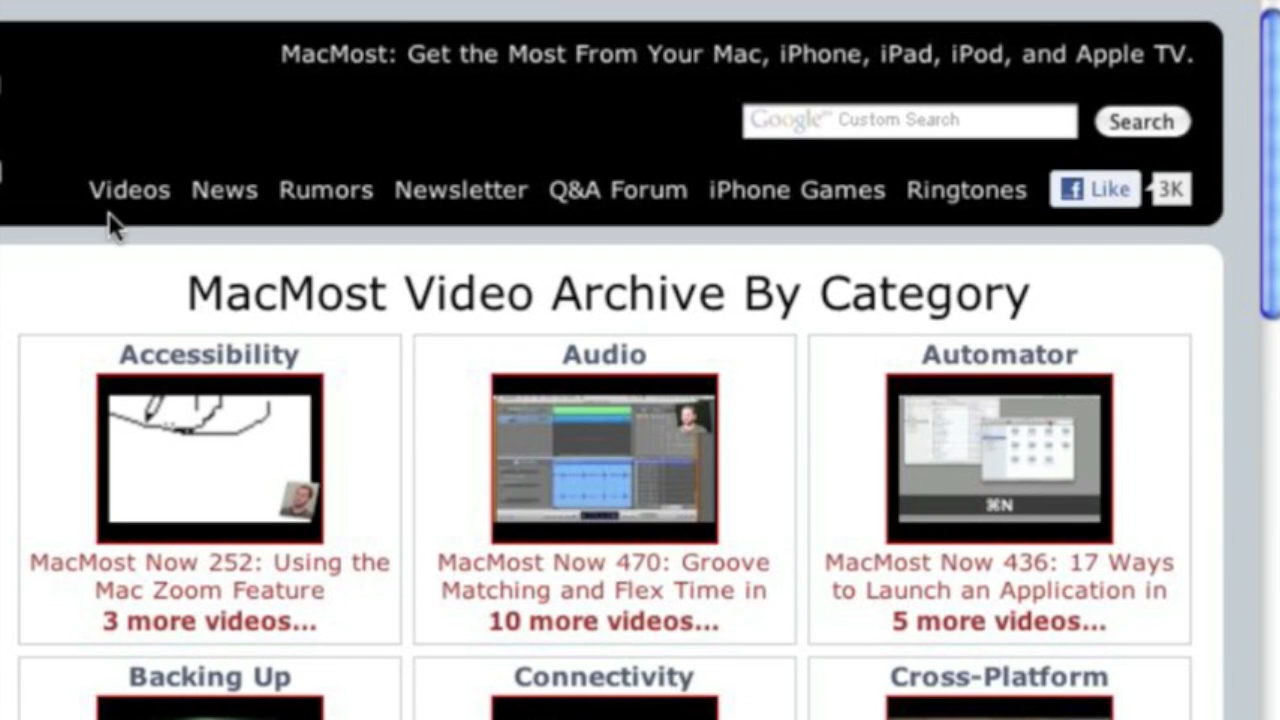 MacMost: Get the Most From Your Mac, iPhone, iPad, iPod, and Apple TV.
Google™ Custom Search Search
Videos News Rumors Newsletter Q&A Forum iPhone Games Ringtones Like 3K
MacMost Video Archive By Category
Accessibility
MacMost Now 252: Using the
Mac Zoom Feature
3 more videos...
Audio
MacMost Now 470: Groove
Matching and Flex Time in
10 more videos...
Automator
⌘N
MacMost Now 436: 17 Ways
to Launch an Application in
5 more videos...
Backing Up
Connectivity
Cross-Platform